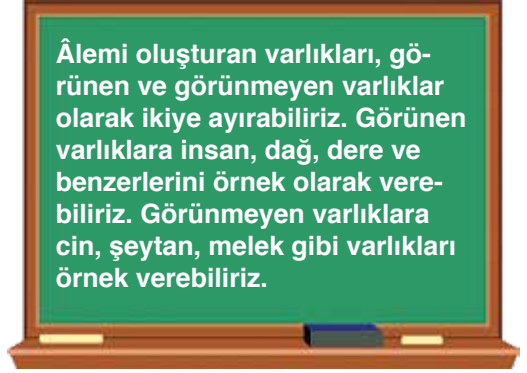 Âlemi oluşturan varlıkları, gö-
rünen ve görünmeyen varlıklar
olarak ikiye ayırabiliriz. Görünen
varlıklara insan, dağ, dere ve
benzerlerini örnek olarak vere-
biliriz. Görünmeyen varlıklara
cin, şeytan, melek gibi varlıkları
örnek verebiliriz.